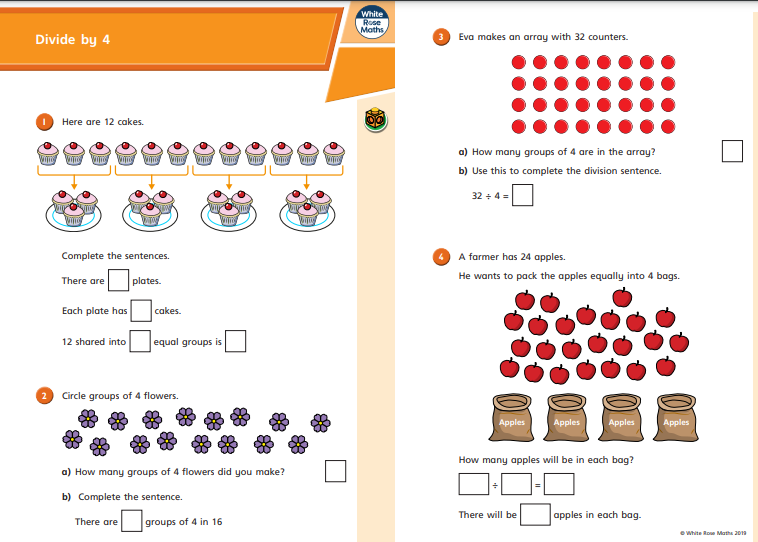 Divide by 4
White
Rose
Maths
1 Here are 12 cakes.
Complete the sentences.
There are plates.
Each plate has cakes.
12 shared into equal groups is
2 Circle groups of 4 flowers.
a) How many groups of 4 flowers did you make?
b) Complete the sentence.
There are groups of 4 in 16
3 Eva makes an array with 32 counters.
a) How many groups of 4 are in the array?
b) Use this to complete the division sentence.
32 ÷ 4 =
4 A farmer has 24 apples.
He wants to pack the apples equally into 4 bags.
Apples Apples Apples Apples
How many apples will be in each bag?
÷ =
There will be apples in each bag.
© White Rose Maths 2019